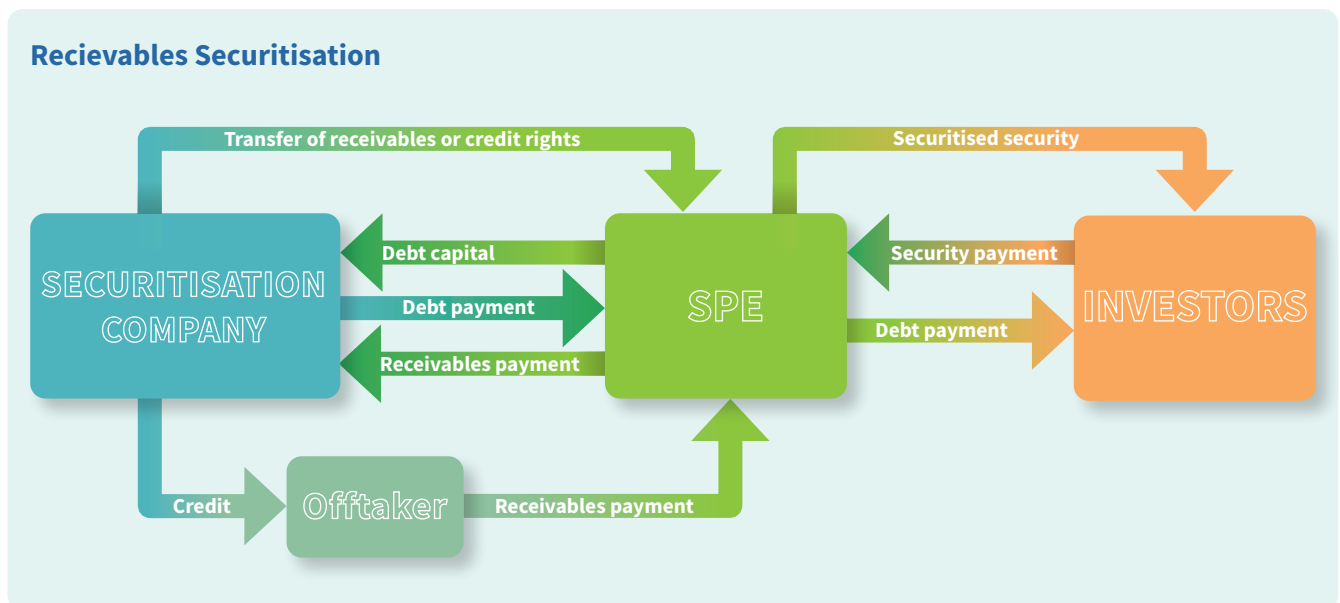 Recievables Securitisation
Transfer of receivables or credit rights
Securitised security
SECURITISATION
COMPANY
Debt capital
Debt payment
Receivables payment
SPE
Security payment
Debt payment
INVESTORS
Credit
Offtaker
Receivables payment